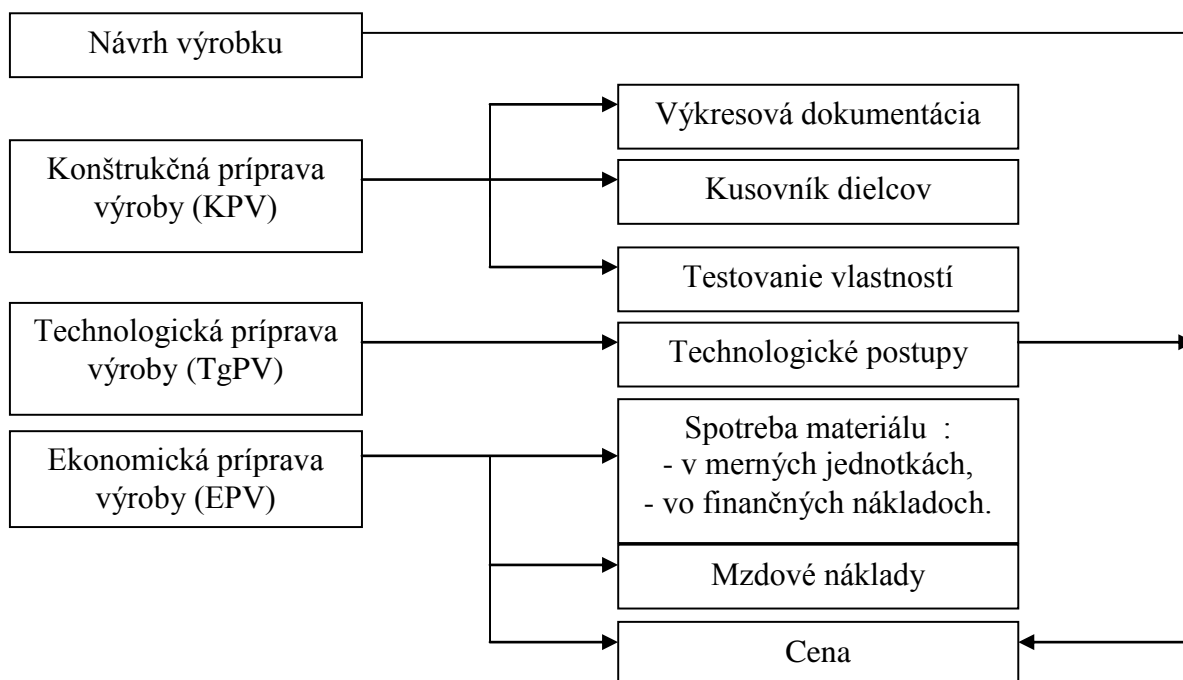 Návrh výrobku
Výkresová dokumentácia
Konštrukčná príprava
výroby (KPV)
Kusovník dielcov
Testovanie vlastností
Technologická príprava
výroby (TgPV)
Technologické postupy
Ekonomická príprava
výroby (EPV)
Spotreba materiálu :
- v merných jednotkách,
- vo finančných nákladoch.
Mzdové náklady
Cena